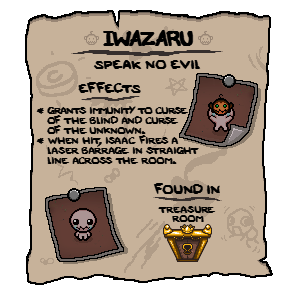 IWAZARU
SPEAK NO EVIL
EFFECTS
* GRANTS IMMUNITY TO CURSE
OF THE BLIND AND CURSE
OF THE UNKNOWN.
* WHEN HIT, ISAAC FIRES A
LASER BARRAGE IN STRAIGHT
LINE ACROSS THE ROOM.
FOUND IN
TREASURE
ROOM